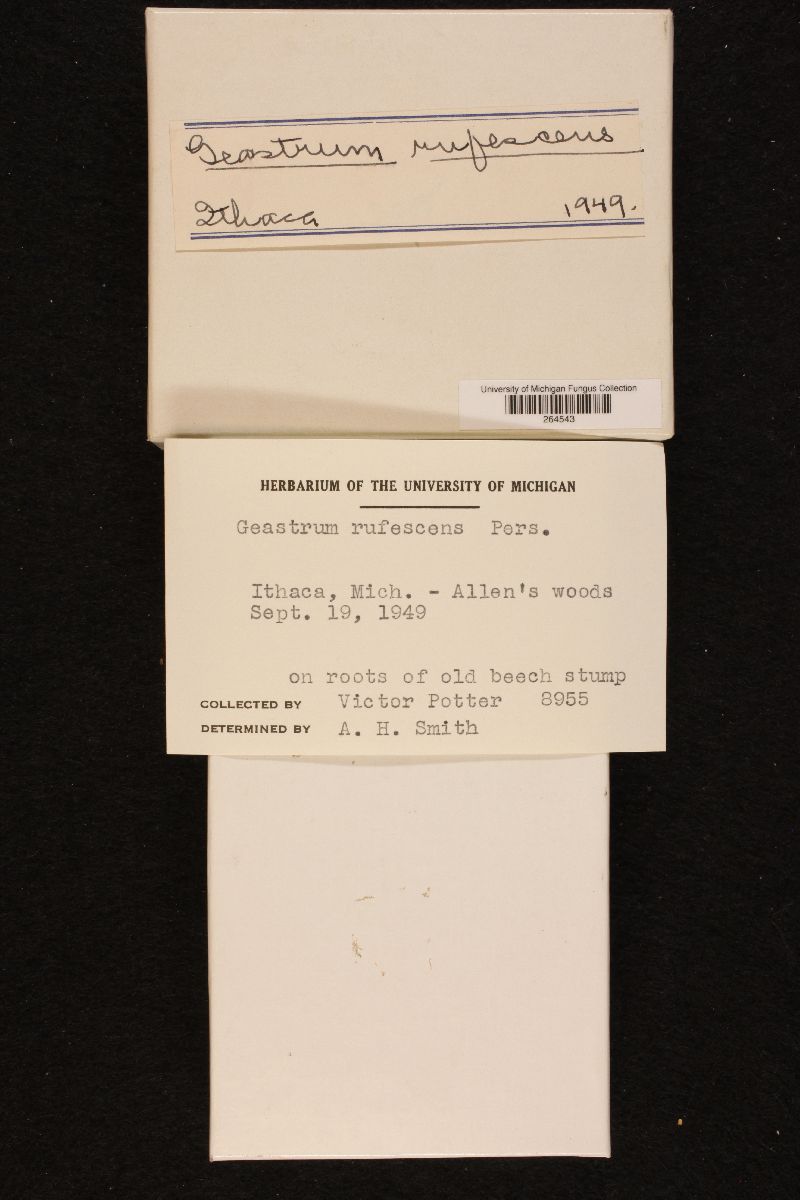 Geastrum rufescens
Ithaca 1949.
University of Michigan Fungus Collection
264543
HERBARIUM OF THE UNIVERSITY OF MICHIGAN
Geastrum rufescens Pers.
Ithaca, Mich. - Allen's woods
Sept. 19, 1949
on roots of old beech stump
COLLECTED BY Victor Potter 8955
DETERMINED BY A. H. Smith